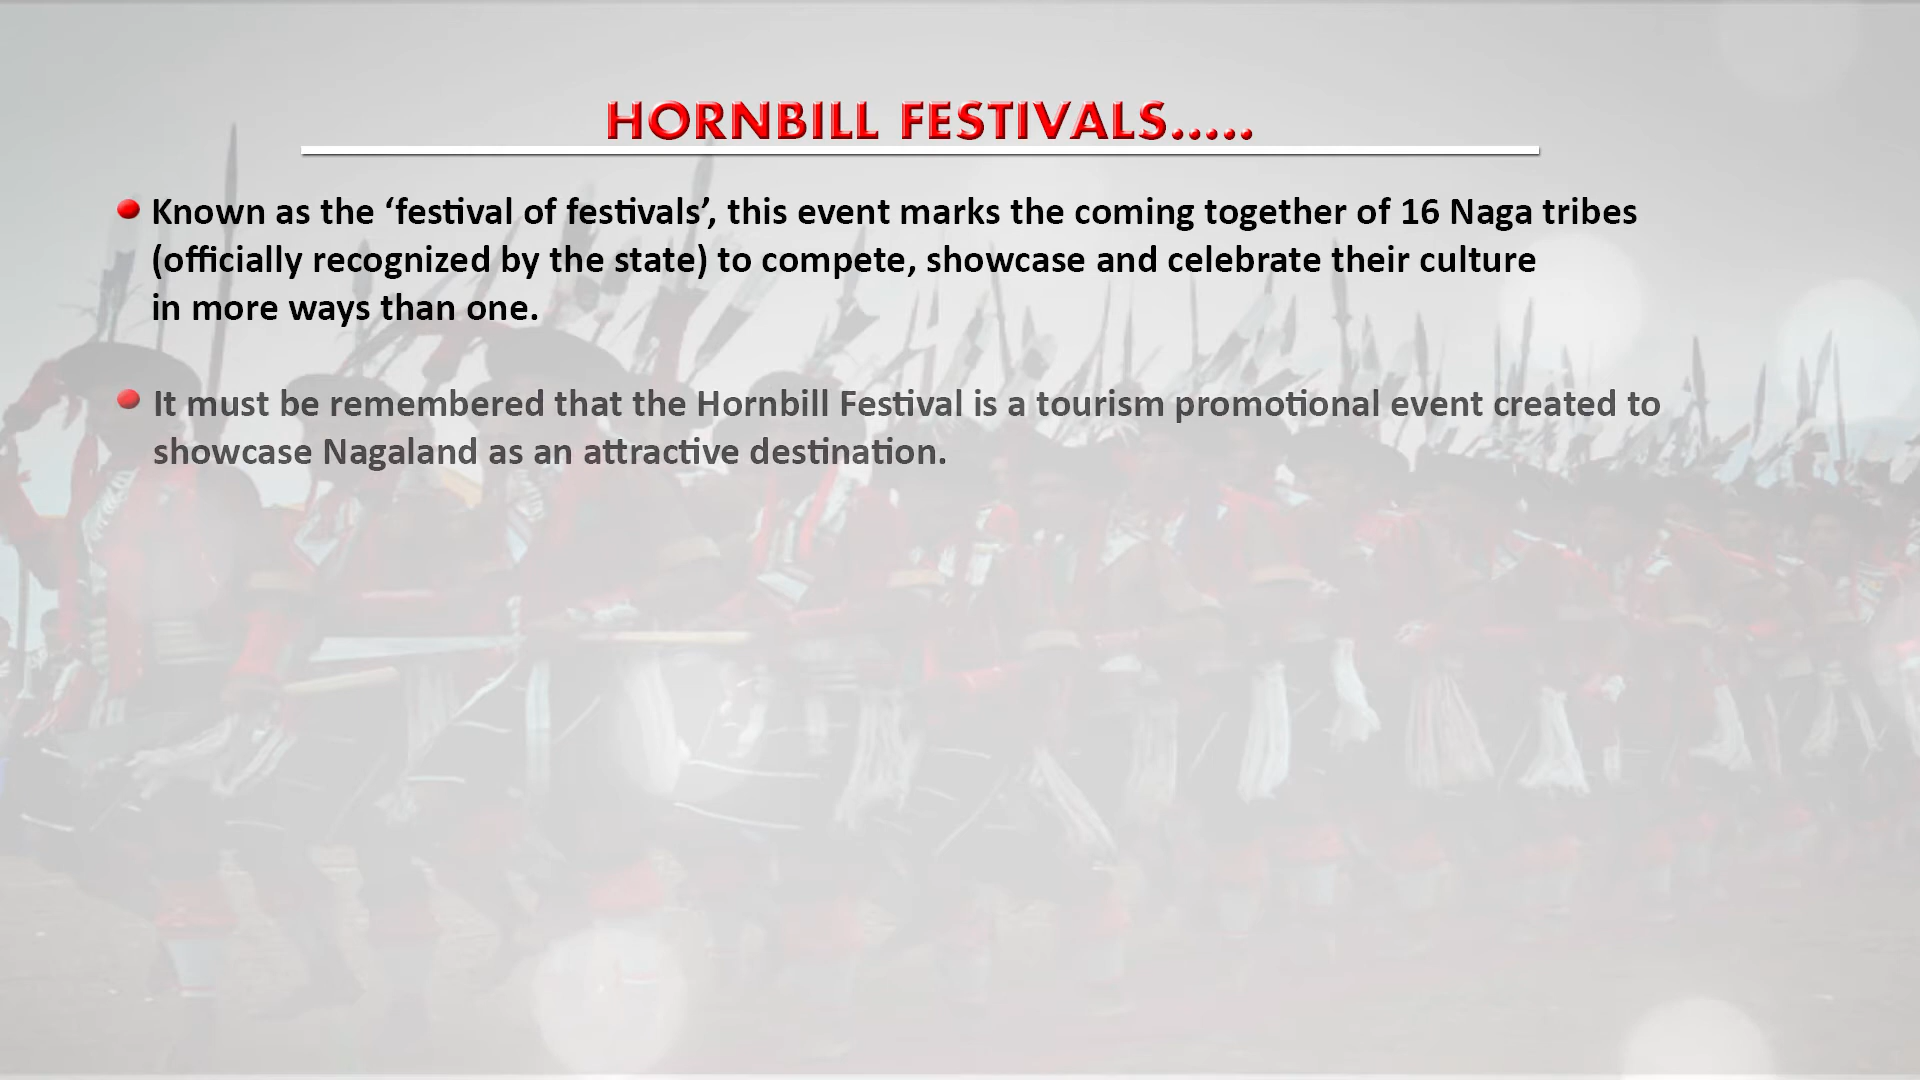 HORNBILL FESTIVALS.....
Known as the ‘festival of festivals’, this event marks the coming together of 16 Naga tribes
(officially recognized by the state) to compete, showcase and celebrate their culture
in more ways than one.
It must be remembered that the Hornbill Festival is a tourism promotional event created to
showcase Nagaland as an attractive destination.